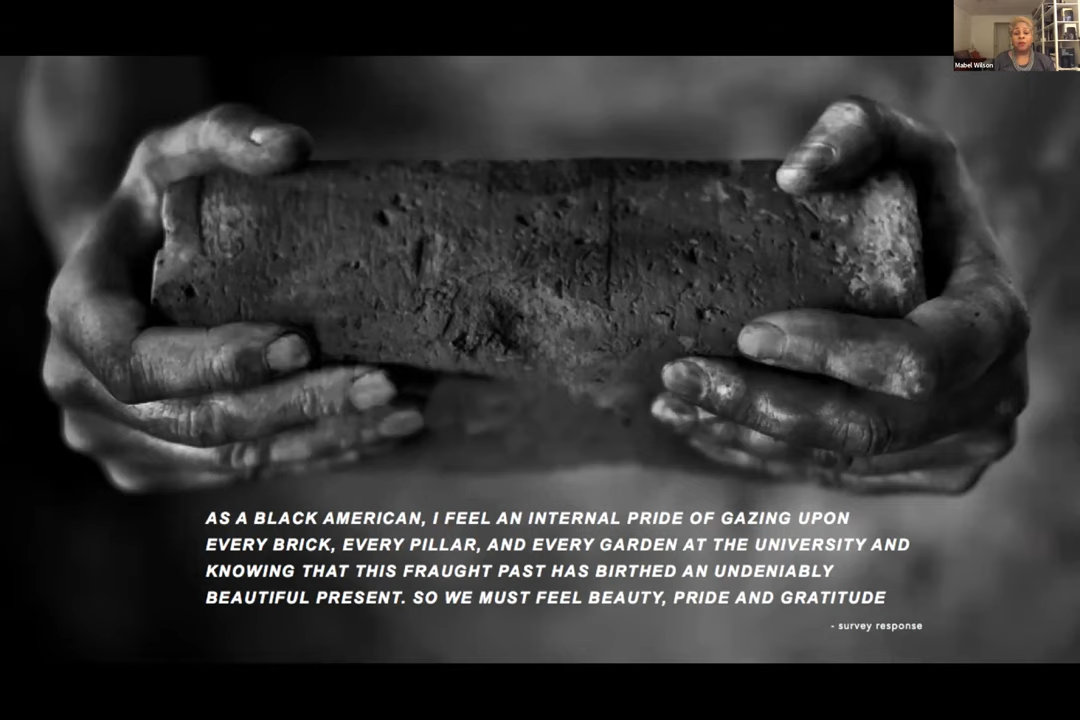 Mabel Wilson
AS A BLACK AMERICAN, I FEEL AN INTERNAL PRIDE OF GAZING UPON
EVERY BRICK, EVERY PILLAR, AND EVERY GARDEN AT THE UNIVERSITY AND
KNOWING THAT THIS FRAUGHT PAST HAS BIRTHED AN UNDENIABLY
BEAUTIFUL PRESENT. SO WE MUST FEEL BEAUTY, PRIDE AND GRATITUDE
- survey response